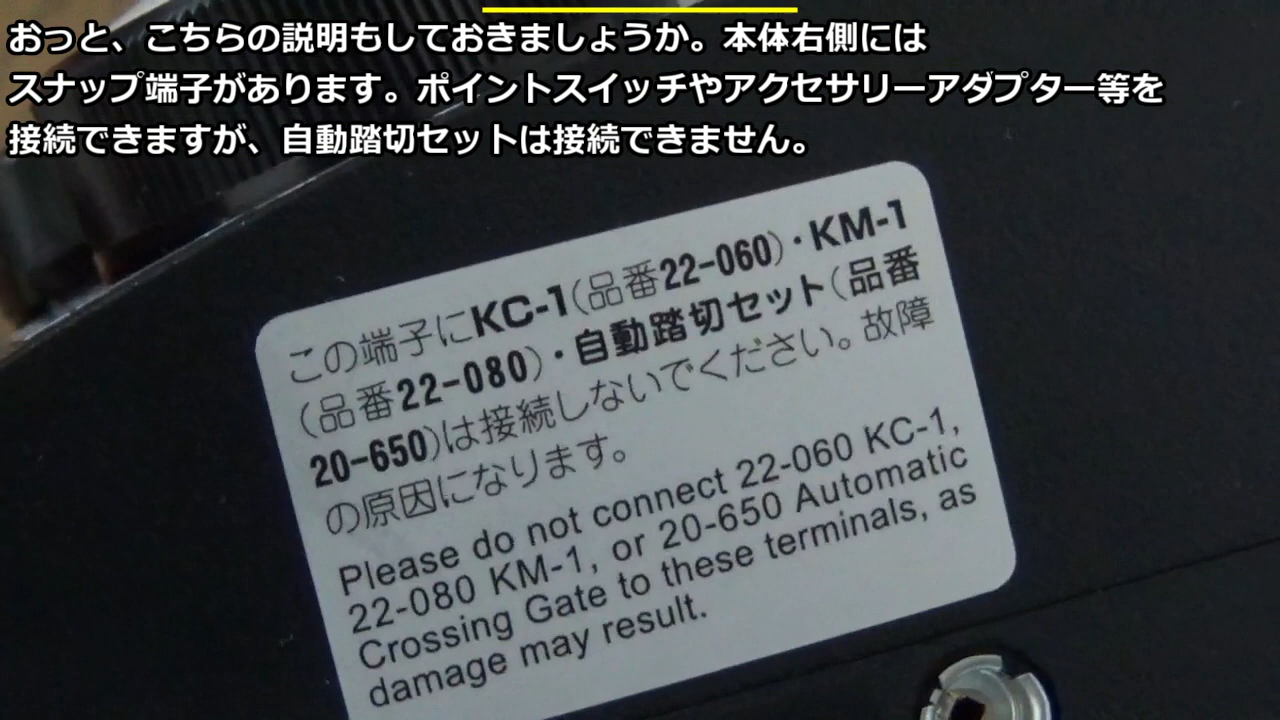 おっと、こちらの説明もしておきましょうか。本体右側には
スナップ端子があります。ポイントスイッチやアクセサリーアダプター等を
接続できますが、自動踏切セットは接続できません。
この端子にKC-1(品番22-060)・KM-1
(品番22-080)・自動踏切セット(品番
20-650)は接続しないでください。故障
の原因になります。
Please do not connect 22-060 KC-1,
22-080 KM-1, or 20-650 Automatic
Crossing Gate to these terminals, as
damage may result.